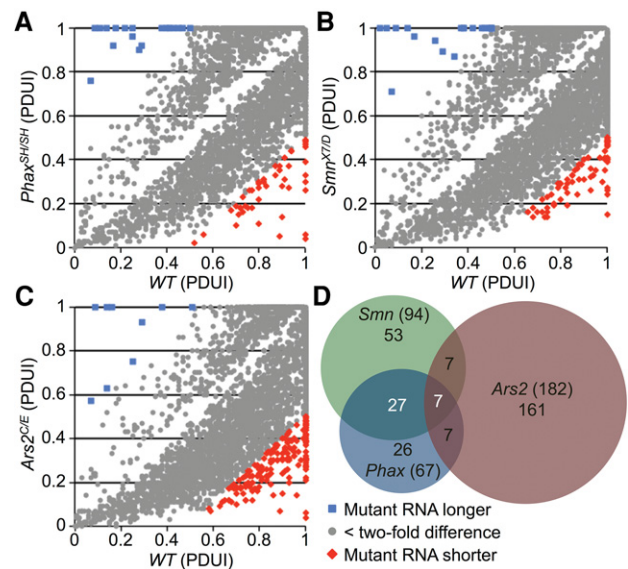 A
1
0.8
0.6
0.4
0.2
0
0 0.2 0.4 0.6 0.8 1
WT (PDUI)
Phax^SH/SH (PDUI)
B
1
0.8
0.6
0.4
0.2
0
0 0.2 0.4 0.6 0.8 1
WT (PDUI)
Smn^X7/D (PDUI)
C
1
0.8
0.6
0.4
0.2
0
0 0.2 0.4 0.6 0.8 1
WT (PDUI)
Ars2^C/E (PDUI)
D
Smn (94)
53
7
Ars2 (182)
161
27
7
7
26
Phax (67)
Mutant RNA longer
< two-fold difference
Mutant RNA shorter